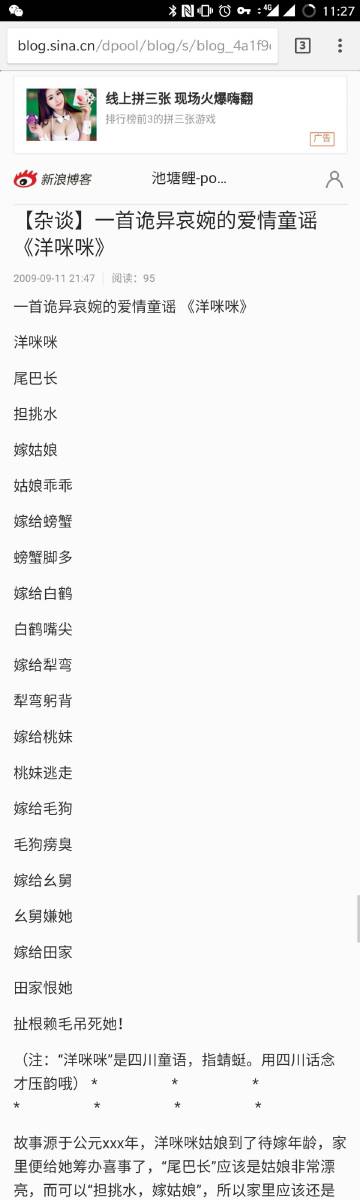 11:27
blog.sina.cn/dpool/blog/s/blog_4a1f9
3
线上拼三张 现场火爆嗨翻
排行榜前3的拼三张游戏
广告
新浪博客
池塘鲤-po...
【杂谈】一首诡异哀婉的爱情童谣
《洋咪咪》
2009-09-11 21:47 | 阅读：95
一首诡异哀婉的爱情童谣 《洋咪咪》
洋咪咪
尾巴长
担挑水
嫁姑娘
姑娘乖乖
嫁给螃蟹
螃蟹脚多
嫁给白鹤
白鹤嘴尖
嫁给犁弯
犁弯躬背
嫁给桃妹
桃妹逃走
嫁给毛狗
毛狗痨臭
嫁给幺舅
幺舅嫌她
嫁给田家
田家恨她
扯根赖毛吊死她！
（注：“洋咪咪”是四川童语，指蜻蜓。用四川话念
才压韵哦） * * *
* * * *
故事源于公元xxx年，洋咪咪姑娘到了待嫁年龄，家
里便给她筹办喜事了，“尾巴长”应该是姑娘非常漂
亮，而可以“担挑水，嫁姑娘”，所以家里应该还是